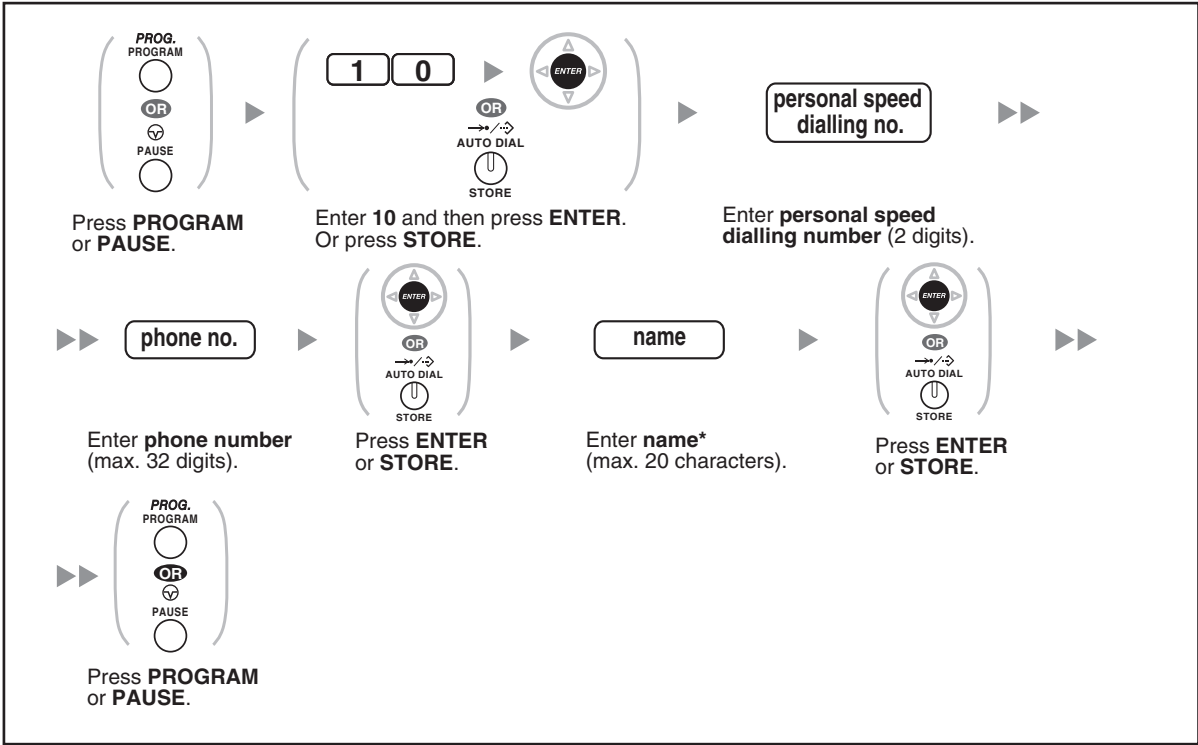 PROG.
PROGRAM
OR
PAUSE
Press PROGRAM
or PAUSE.
1 0
ENTER
OR
AUTO DIAL
STORE
Enter 10 and then press ENTER.
Or press STORE.
personal speed
dialling no.
Enter personal speed
dialling number (2 digits).
phone no.
Enter phone number
(max. 32 digits).
ENTER
OR
AUTO DIAL
STORE
Press ENTER
or STORE.
name
Enter name*
(max. 20 characters).
ENTER
OR
AUTO DIAL
STORE
Press ENTER
or STORE.
PROG.
PROGRAM
OR
PAUSE
Press PROGRAM
or PAUSE.